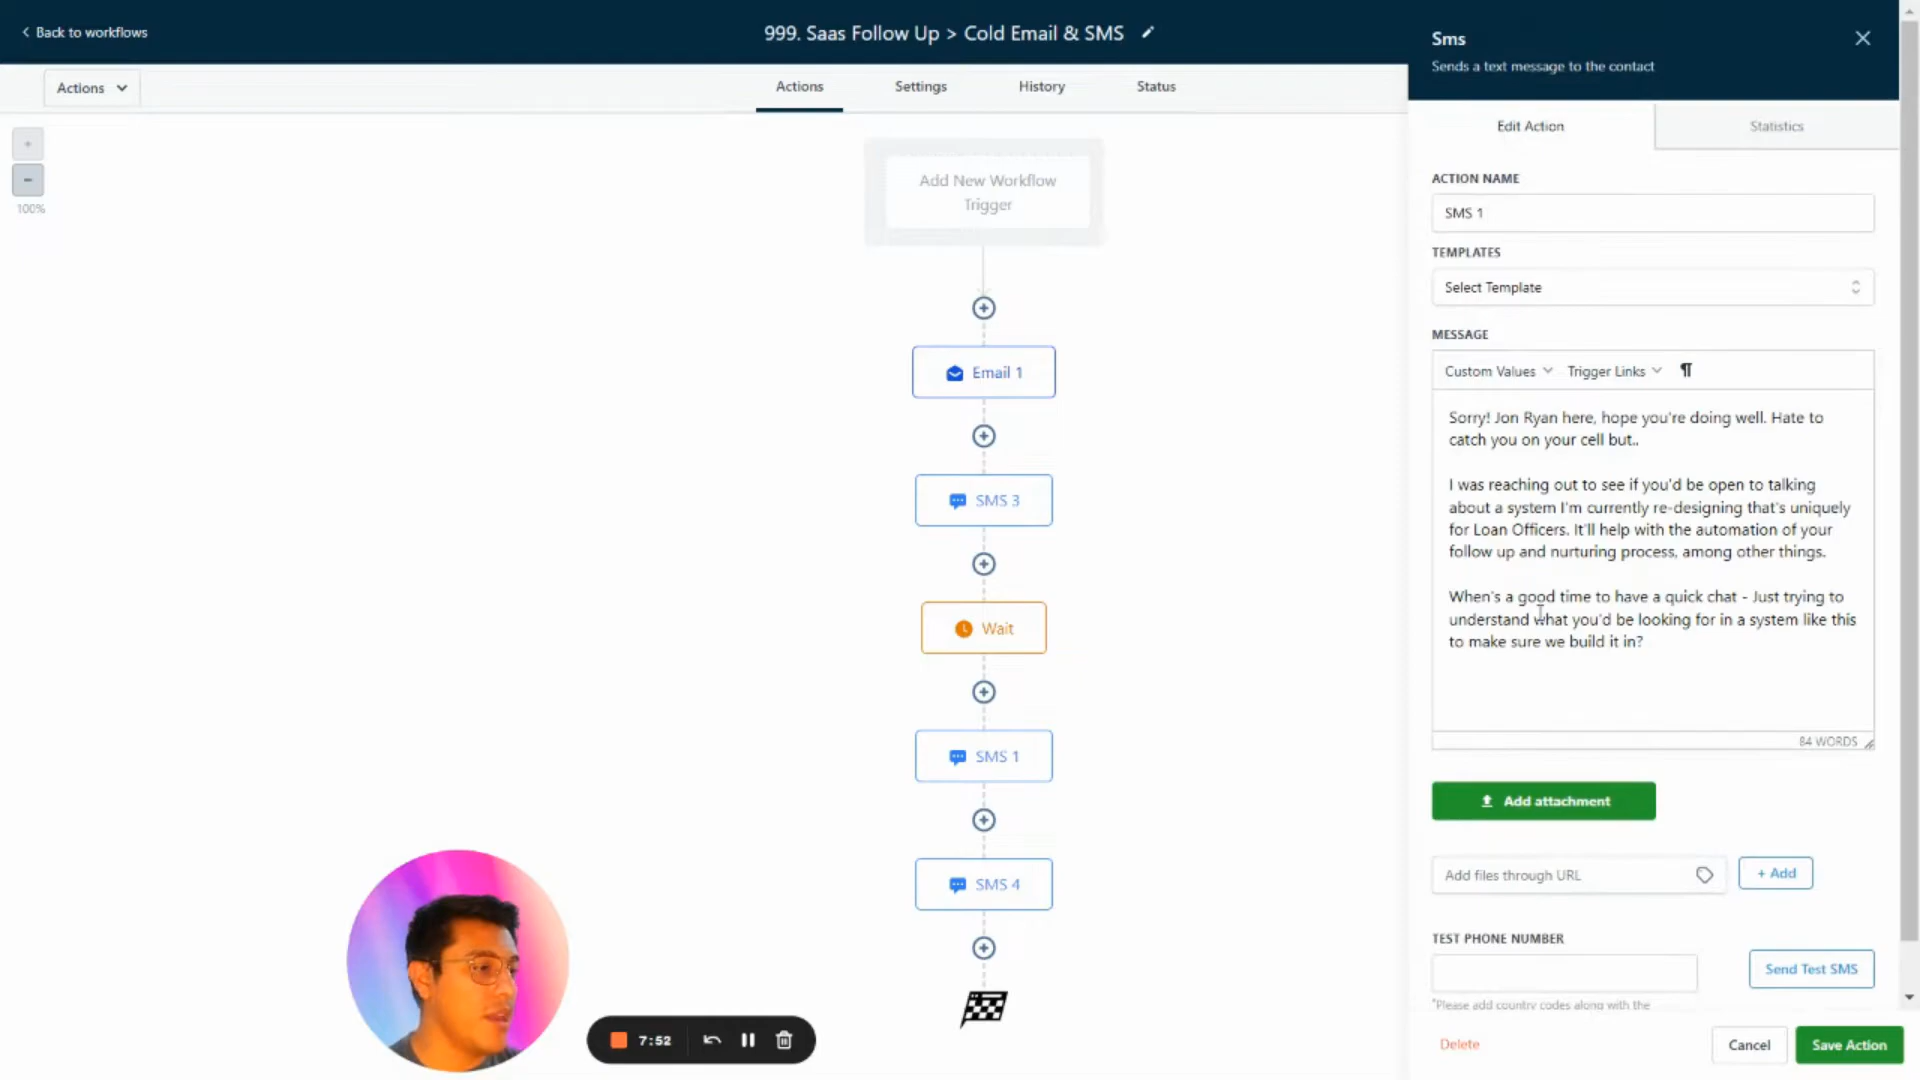 Back to workflows
999. Saas Follow Up > Cold Email & SMS
Sms
Sends a text message to the contact
Actions
Actions
Settings
History
Status
Edit Action
Statistics
100%
Add New Workflow
Trigger
Email 1
SMS 3
Wait
SMS 1
SMS 4
ACTION NAME
SMS 1
TEMPLATES
Select Template
MESSAGE
Custom Values
Trigger Links
Sorry! Jon Ryan here, hope you're doing well. Hate to
catch you on your cell but..
I was reaching out to see if you'd be open to talking
about a system I'm currently re-designing that's uniquely
for Loan Officers. It'll help with the automation of your
follow up and nurturing process, among other things.
When's a good time to have a quick chat - Just trying to
understand what you'd be looking for in a system like this
to make sure we build it in?
84 WORDS
Add attachment
Add files through URL
+ Add
TEST PHONE NUMBER
Send Test SMS
*Please add country codes along with the
7:52
Delete
Cancel
Save Action